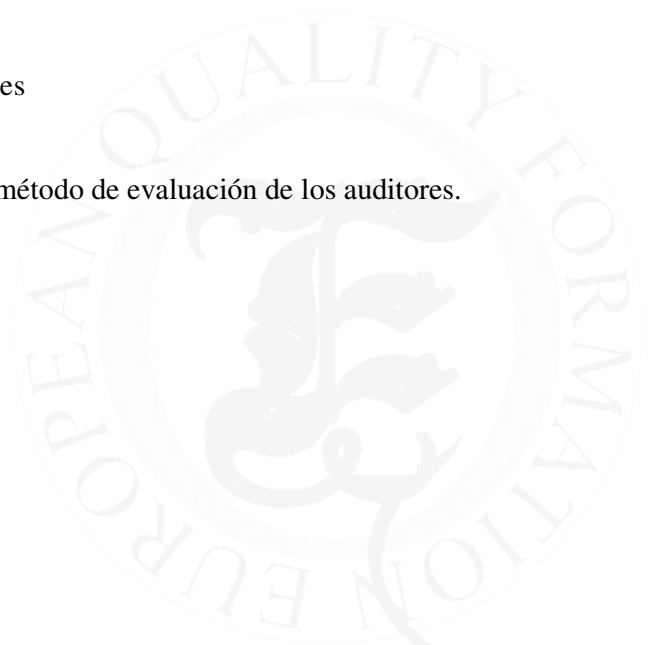 es
método de evaluación de los auditores.
EUROPEAN QUALITY FORMATION